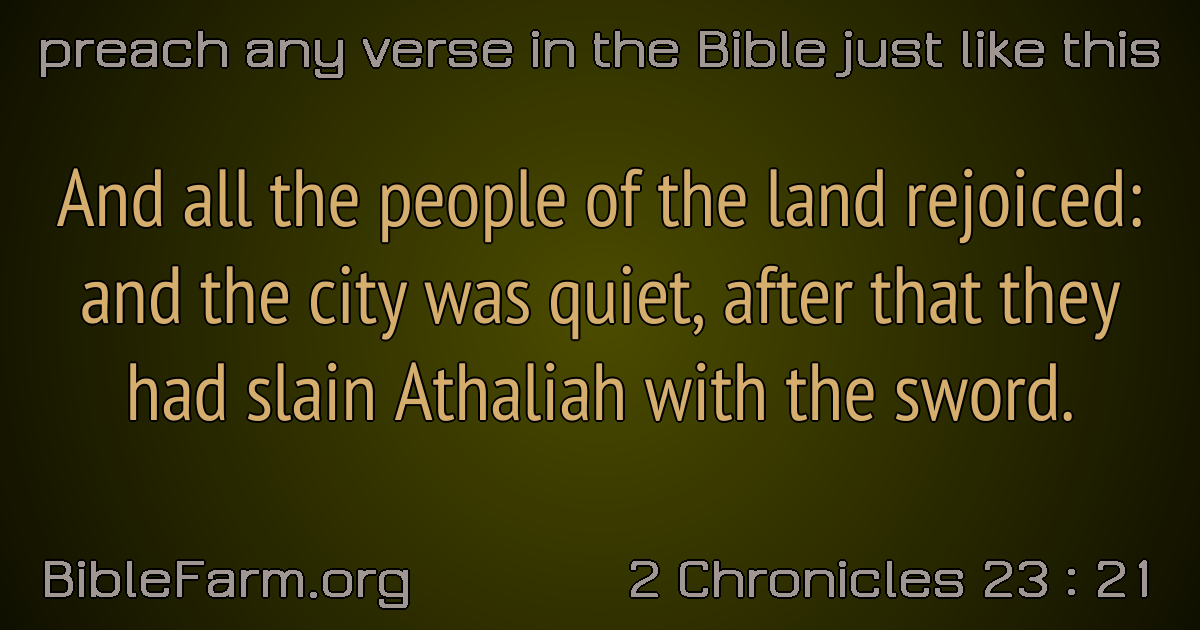 preach any verse in the Bible just like this
And all the people of the land rejoiced:
and the city was quiet, after that they
had slain Athaliah with the sword.
BibleFarm.org
2 Chronicles 23 : 21